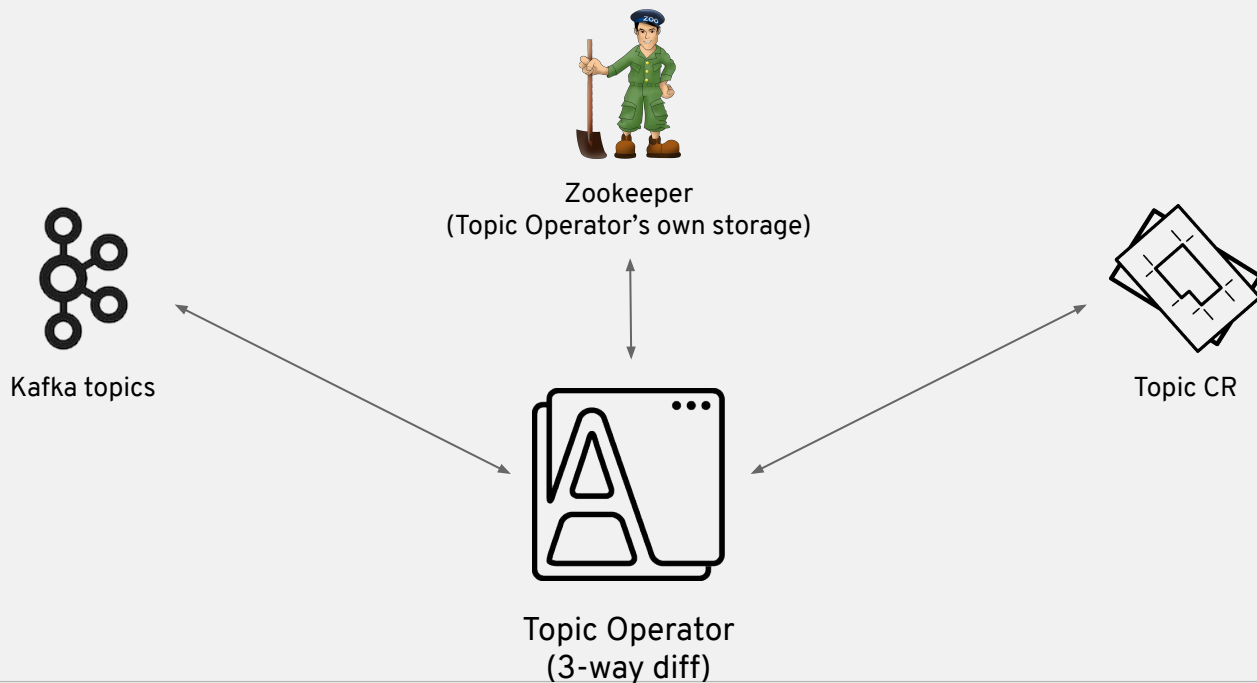 ZOO
Zookeeper
(Topic Operator’s own storage)
Kafka topics
Topic CR
Topic Operator
(3-way diff)